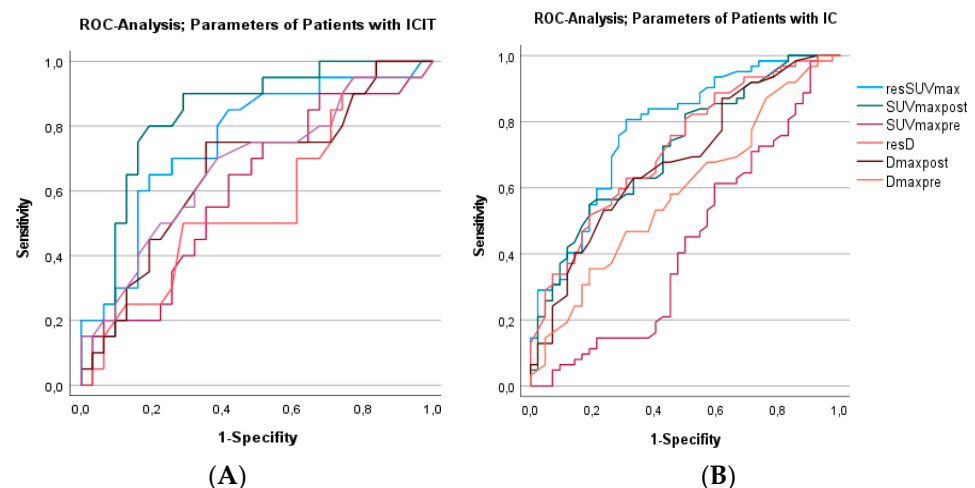 ROC-Analysis; Parameters of Patients with ICIT
Sensitivity
1,0
0,8
0,6
0,4
0,2
0,0
0,0 0,2 0,4 0,6 0,8 1,0
1-Specifity
(A)
ROC-Analysis; Parameters of Patients with IC
Sensitivity
1,0
0,8
0,6
0,4
0,2
0,0
0,0 0,2 0,4 0,6 0,8 1,0
1-Specifity
(B)
resSUVmax
SUVmaxpost
SUVmaxpre
resD
Dmaxpost
Dmaxpre